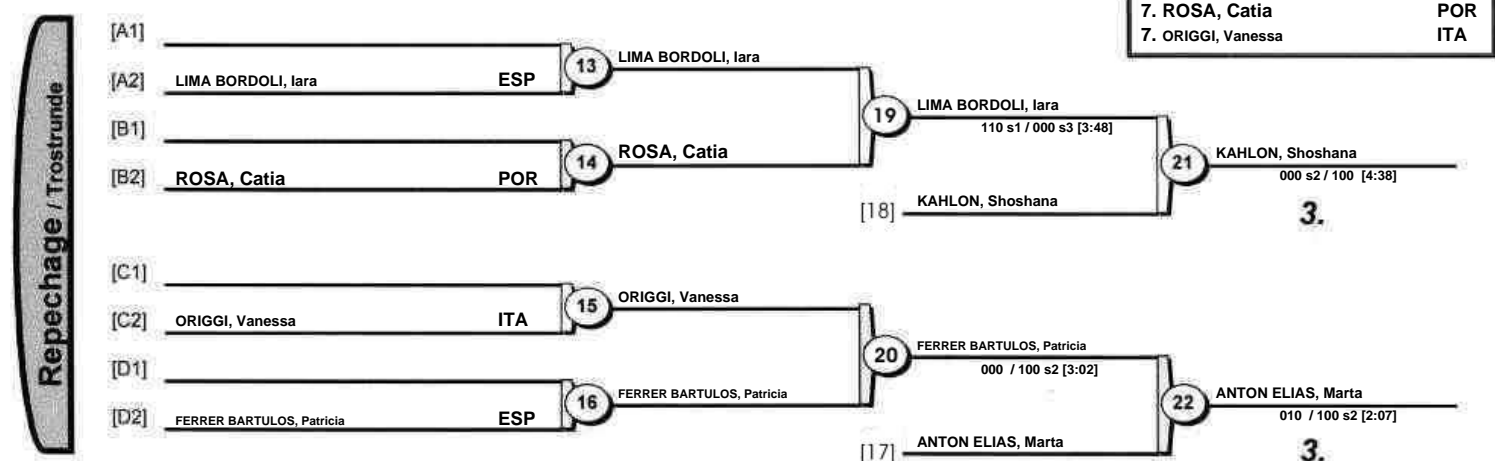 7. ROSA, Catia POR
7. ORIGGI, Vanessa ITA
Repechage / Trostrunde
[A1]
[A2] LIMA BORDOLI, Iara ESP
13 LIMA BORDOLI, Iara
[B1]
[B2] ROSA, Catia POR
14 ROSA, Catia
19 LIMA BORDOLI, Iara
110 s1 / 000 s3 [3:48]
[18] KAHLON, Shoshana
21 KAHLON, Shoshana
000 s2 / 100 [4:38]
3.
[C1]
[C2] ORIGGI, Vanessa ITA
15 ORIGGI, Vanessa
[D1]
[D2] FERRER BARTULOS, Patricia ESP
16 FERRER BARTULOS, Patricia
20 FERRER BARTULOS, Patricia
000 / 100 s2 [3:02]
[17] ANTON ELIAS, Marta
22 ANTON ELIAS, Marta
010 / 100 s2 [2:07]
3.